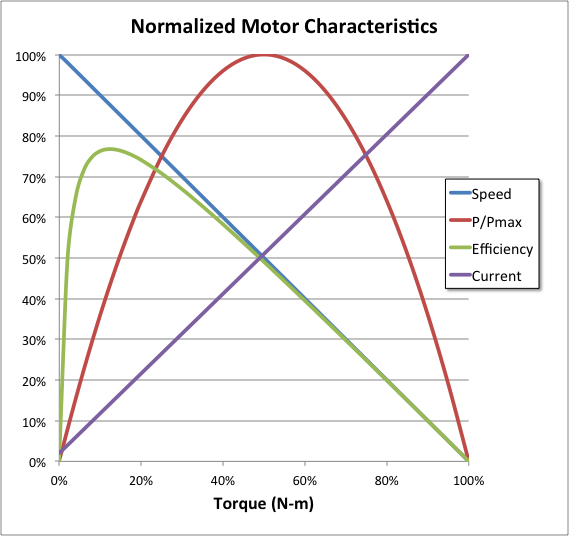 Normalized Motor Characteristics
100%
90%
80%
70%
60%
50%
40%
30%
20%
10%
0%
0%
20%
40%
60%
80%
100%
Torque (N-m)
Speed
P/Pmax
Efficiency
Current